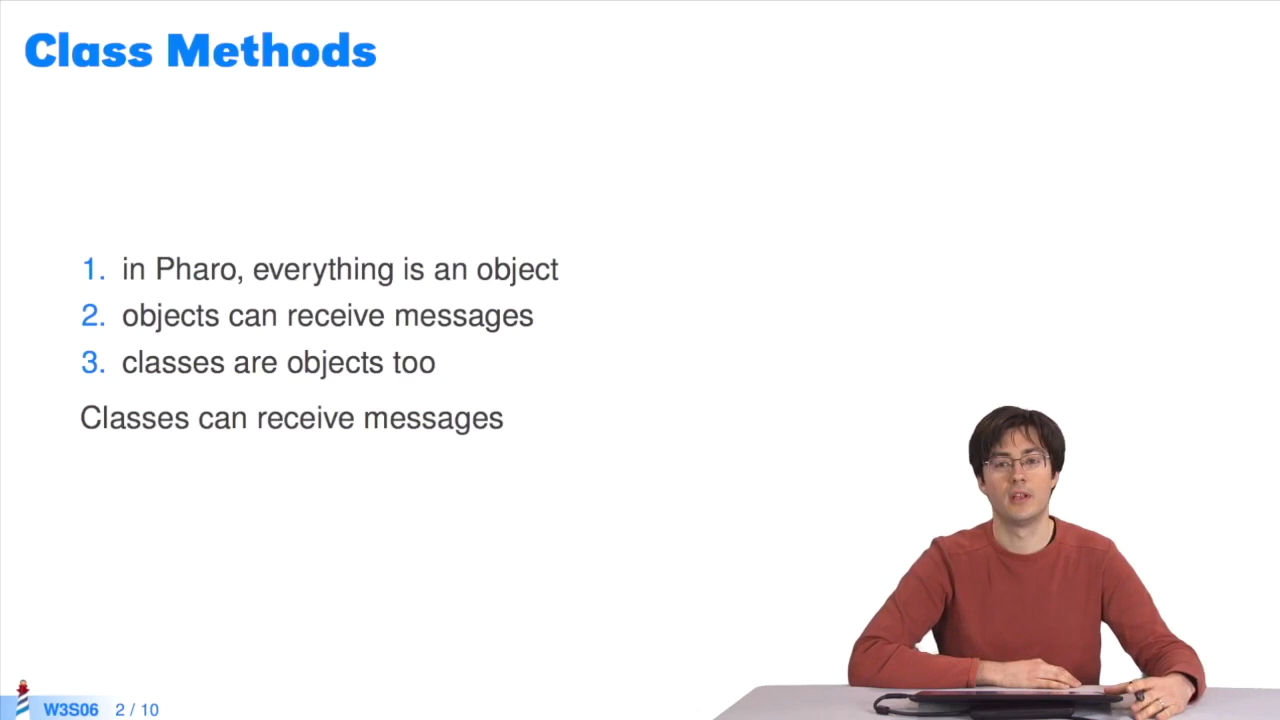 Class Methods
1. in Pharo, everything is an object
2. objects can receive messages
3. classes are objects too
Classes can receive messages
W3S06 2 / 10